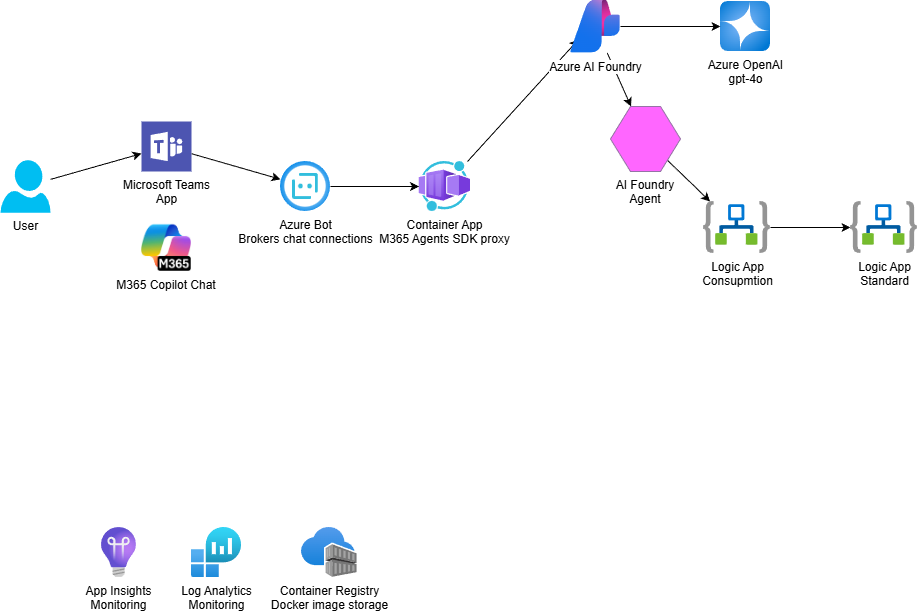 Azure AI Foundry
Azure OpenAI
gpt-4o
Microsoft Teams
App
AI Foundry
Agent
User
Azure Bot
Brokers chat connections
Container App
M365 Agents SDK proxy
M365
M365 Copilot Chat
Logic App
Consupmtion
Logic App
Standard
App Insights
Monitoring
Log Analytics
Monitoring
Container Registry
Docker image storage